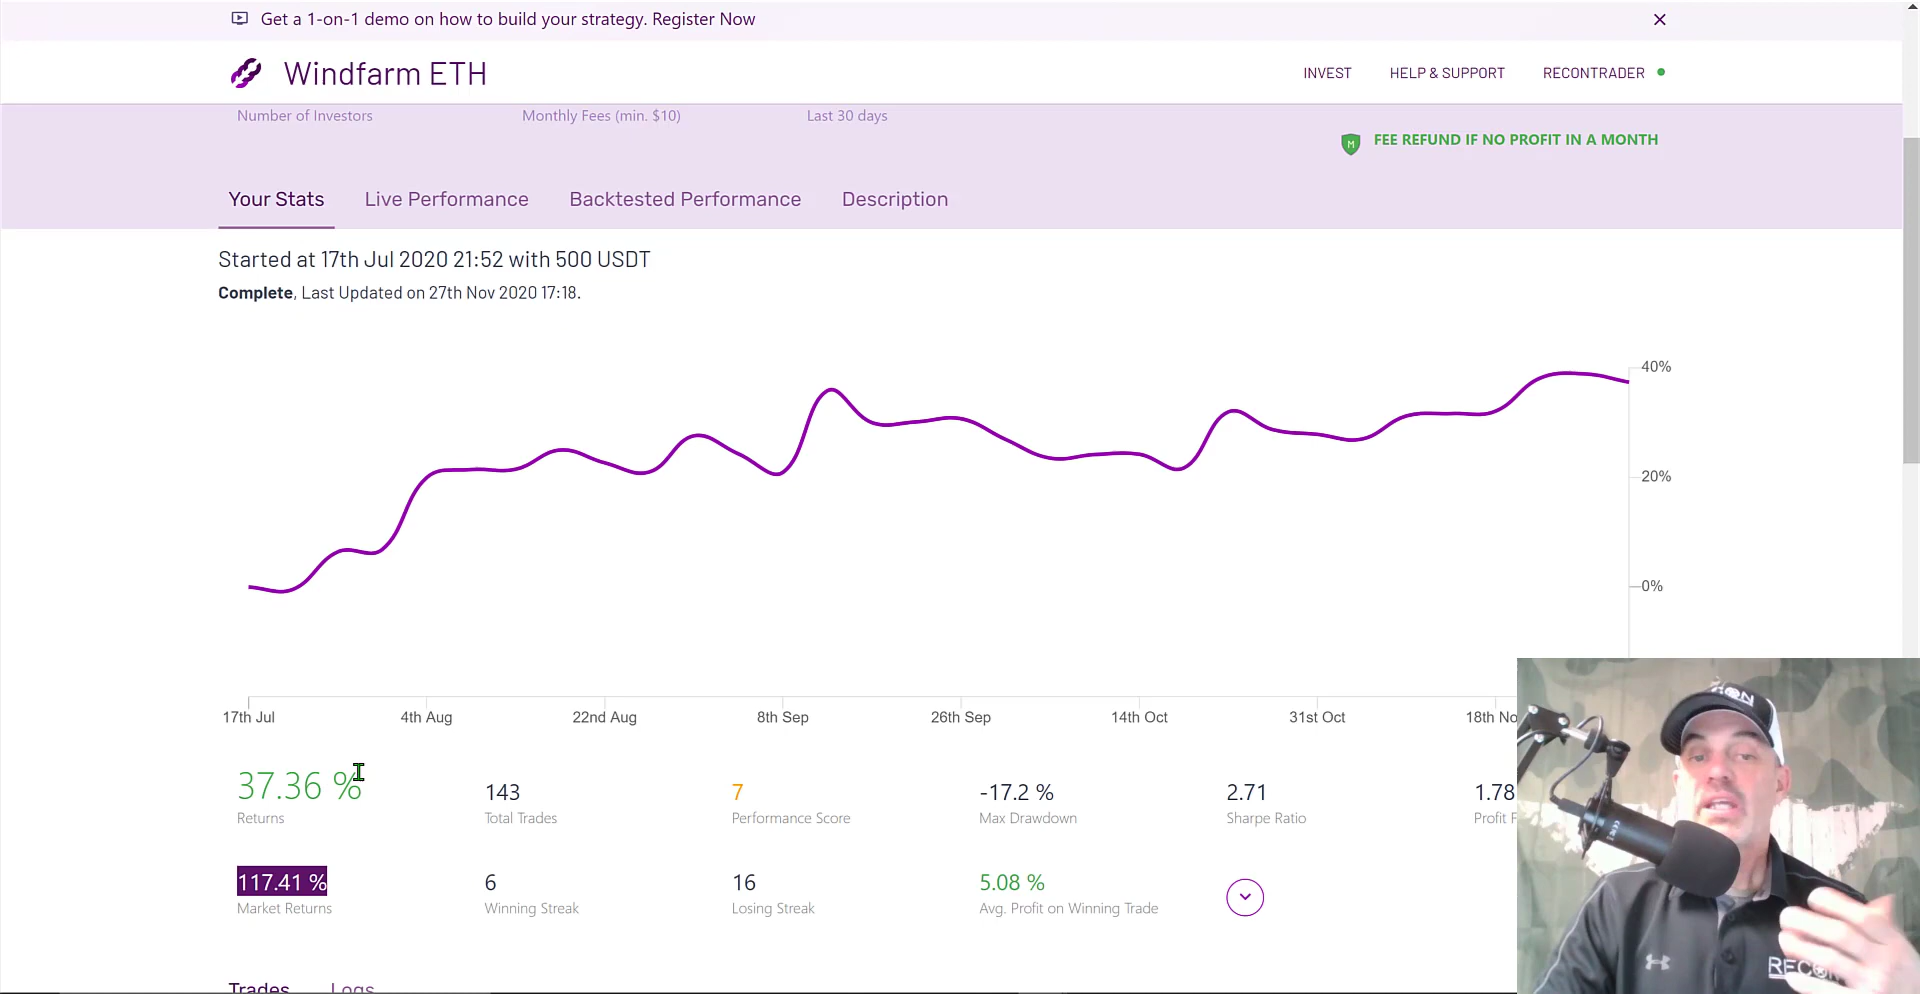 Get a 1-on-1 demo on how to build your strategy. Register Now
Windfarm ETH
INVEST
HELP & SUPPORT
RECONTRADER
Number of Investors
Monthly Fees (min. $10)
Last 30 days
M
FEE REFUND IF NO PROFIT IN A MONTH
Your Stats
Live Performance
Backtested Performance
Description
Started at 17th Jul 2020 21:52 with 500 USDT
Complete, Last Updated on 27th Nov 2020 17:18.
40%
20%
0%
17th Jul
4th Aug
22nd Aug
8th Sep
26th Sep
14th Oct
31st Oct
18th No
37.36 %
Returns
143
Total Trades
7
Performance Score
-17.2 %
Max Drawdown
2.71
Sharpe Ratio
1.78
Profit F
117.41 %
Market Returns
6
Winning Streak
16
Losing Streak
5.08 %
Avg. Profit on Winning Trade
Trades
Logs